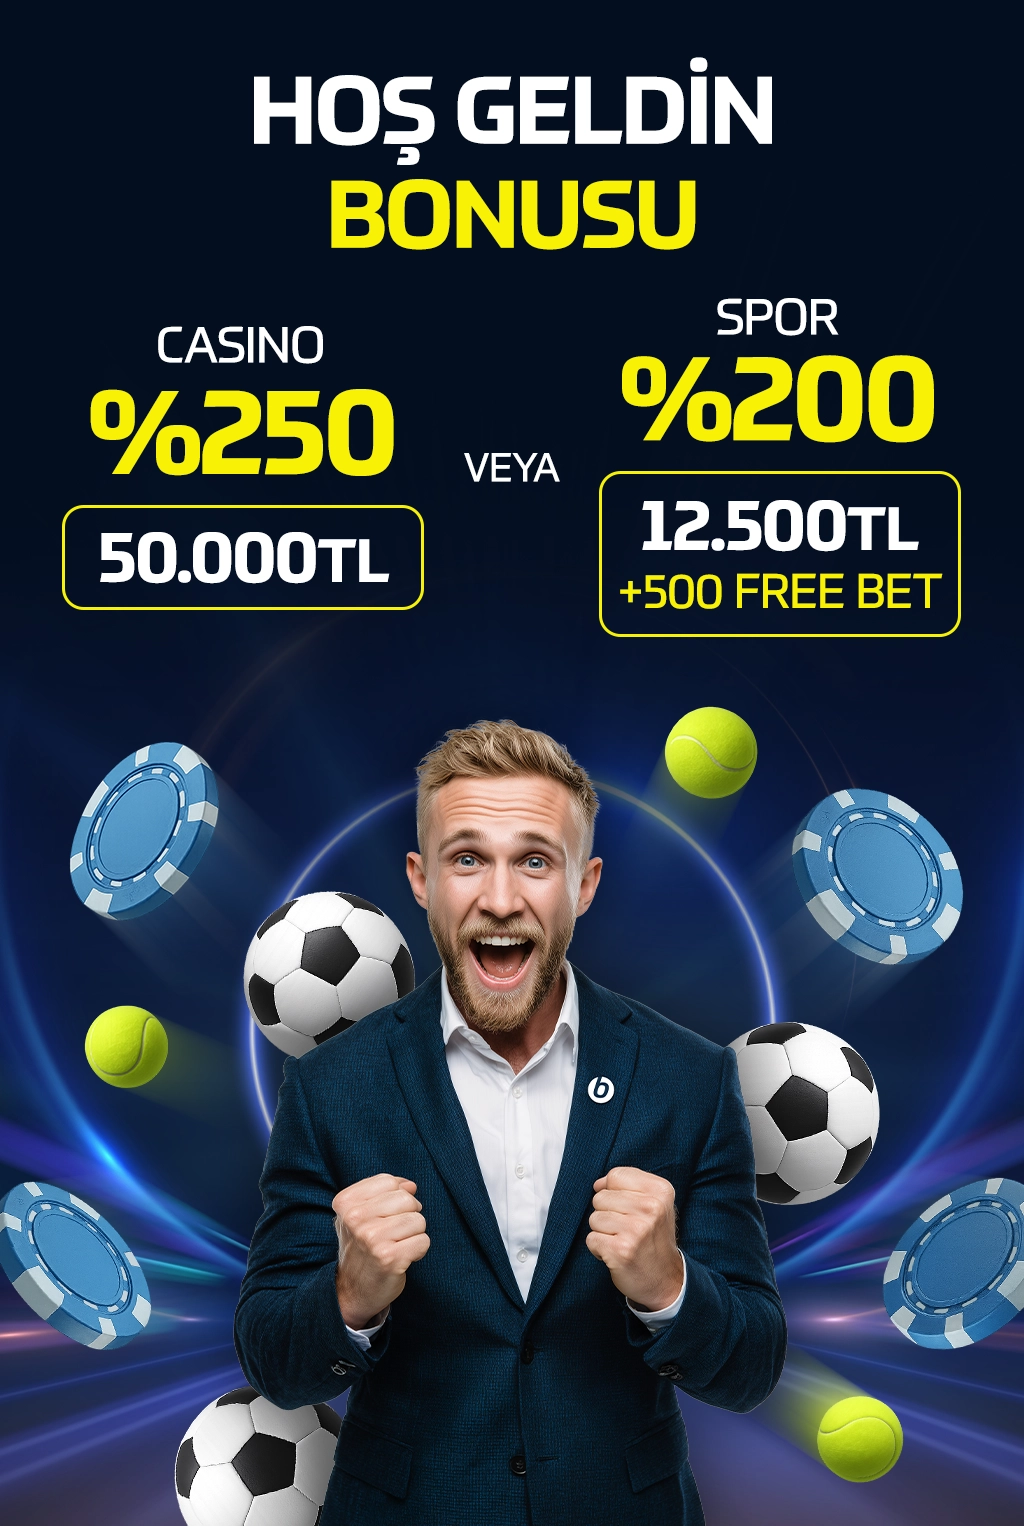 HOŞ GELDİN
BONUSU
CASINO
%250
50.000TL
VEYA
SPOR
%200
12.500TL
+500 FREE BET
b